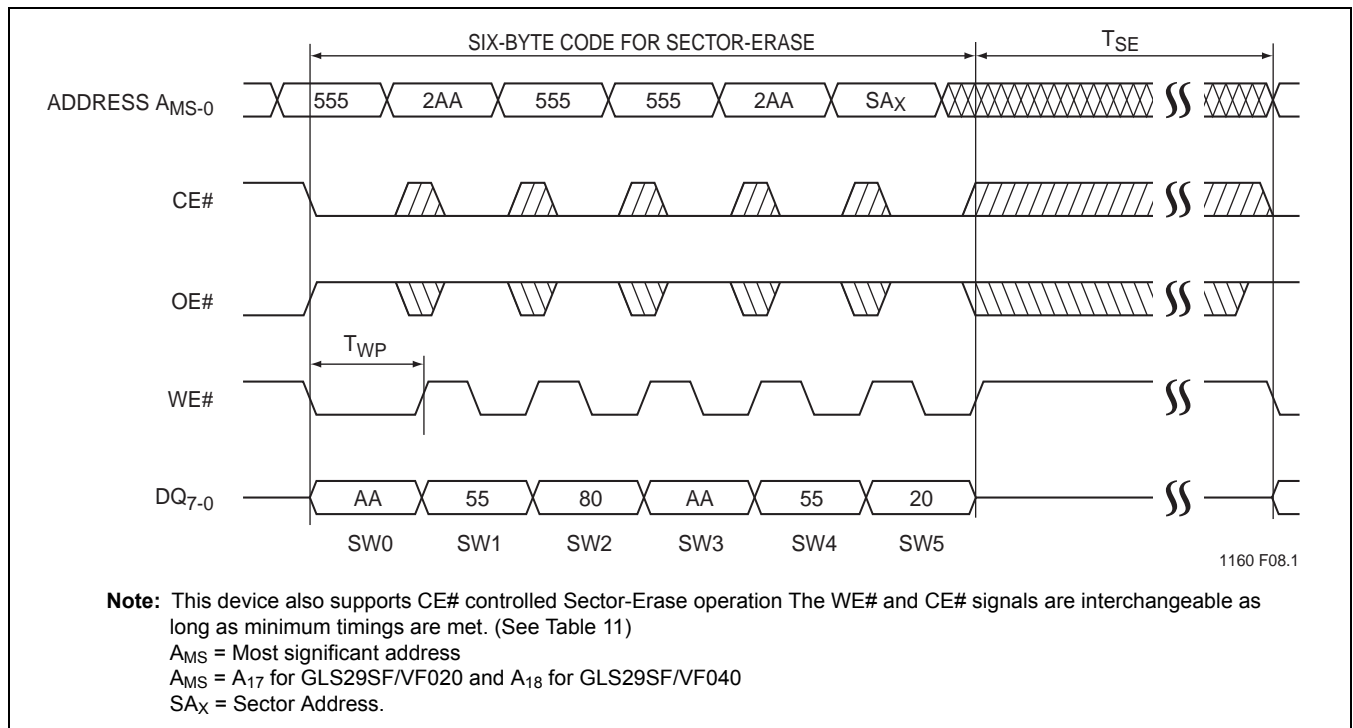 SIX-BYTE CODE FOR SECTOR-ERASE TSE
ADDRESS AMS-0 555 2AA 555 555 2AA SAX
CE#
OE#
TWP
WE#
DQ7-0 AA 55 80 AA 55 20
SW0 SW1 SW2 SW3 SW4 SW5
1160 F08.1
Note: This device also supports CE# controlled Sector-Erase operation The WE# and CE# signals are interchangeable as
long as minimum timings are met. (See Table 11)
AMS = Most significant address
AMS = A17 for GLS29SF/VF020 and A18 for GLS29SF/VF040
SAX = Sector Address.